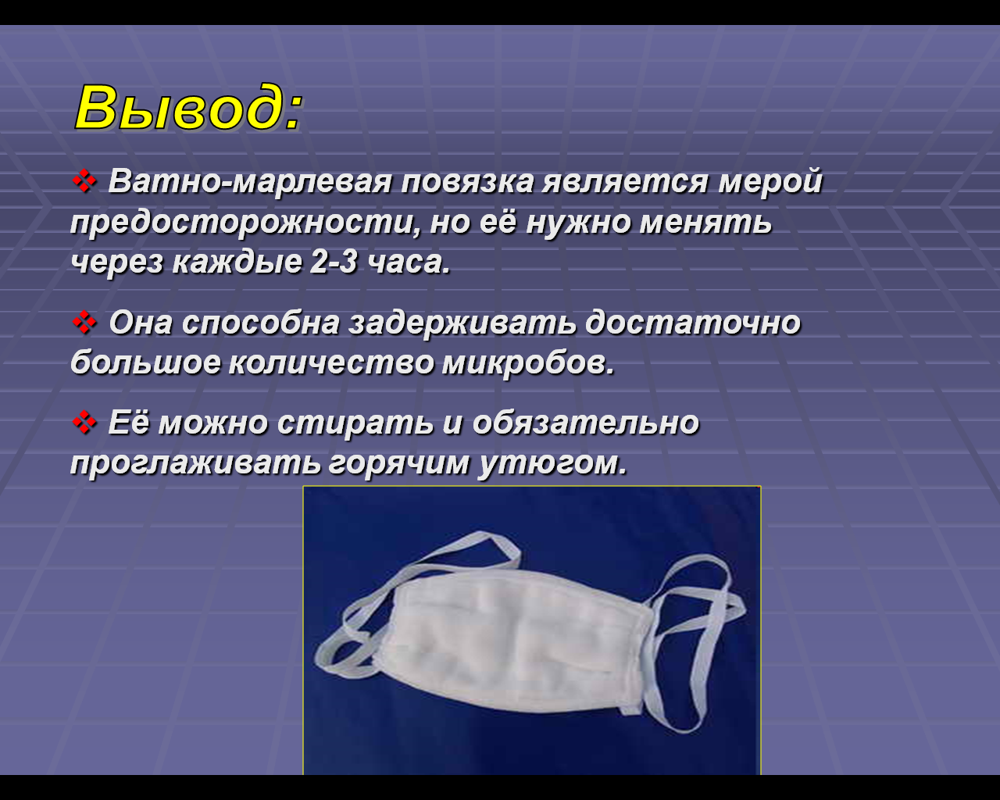 Вывод:
Ватно-марлевая повязка является мерой
предосторожности, но её нужно менять
через каждые 2-3 часа.
Она способна задерживать достаточно
большое количество микробов.
Её можно стирать и обязательно
проглаживать горячим утюгом.